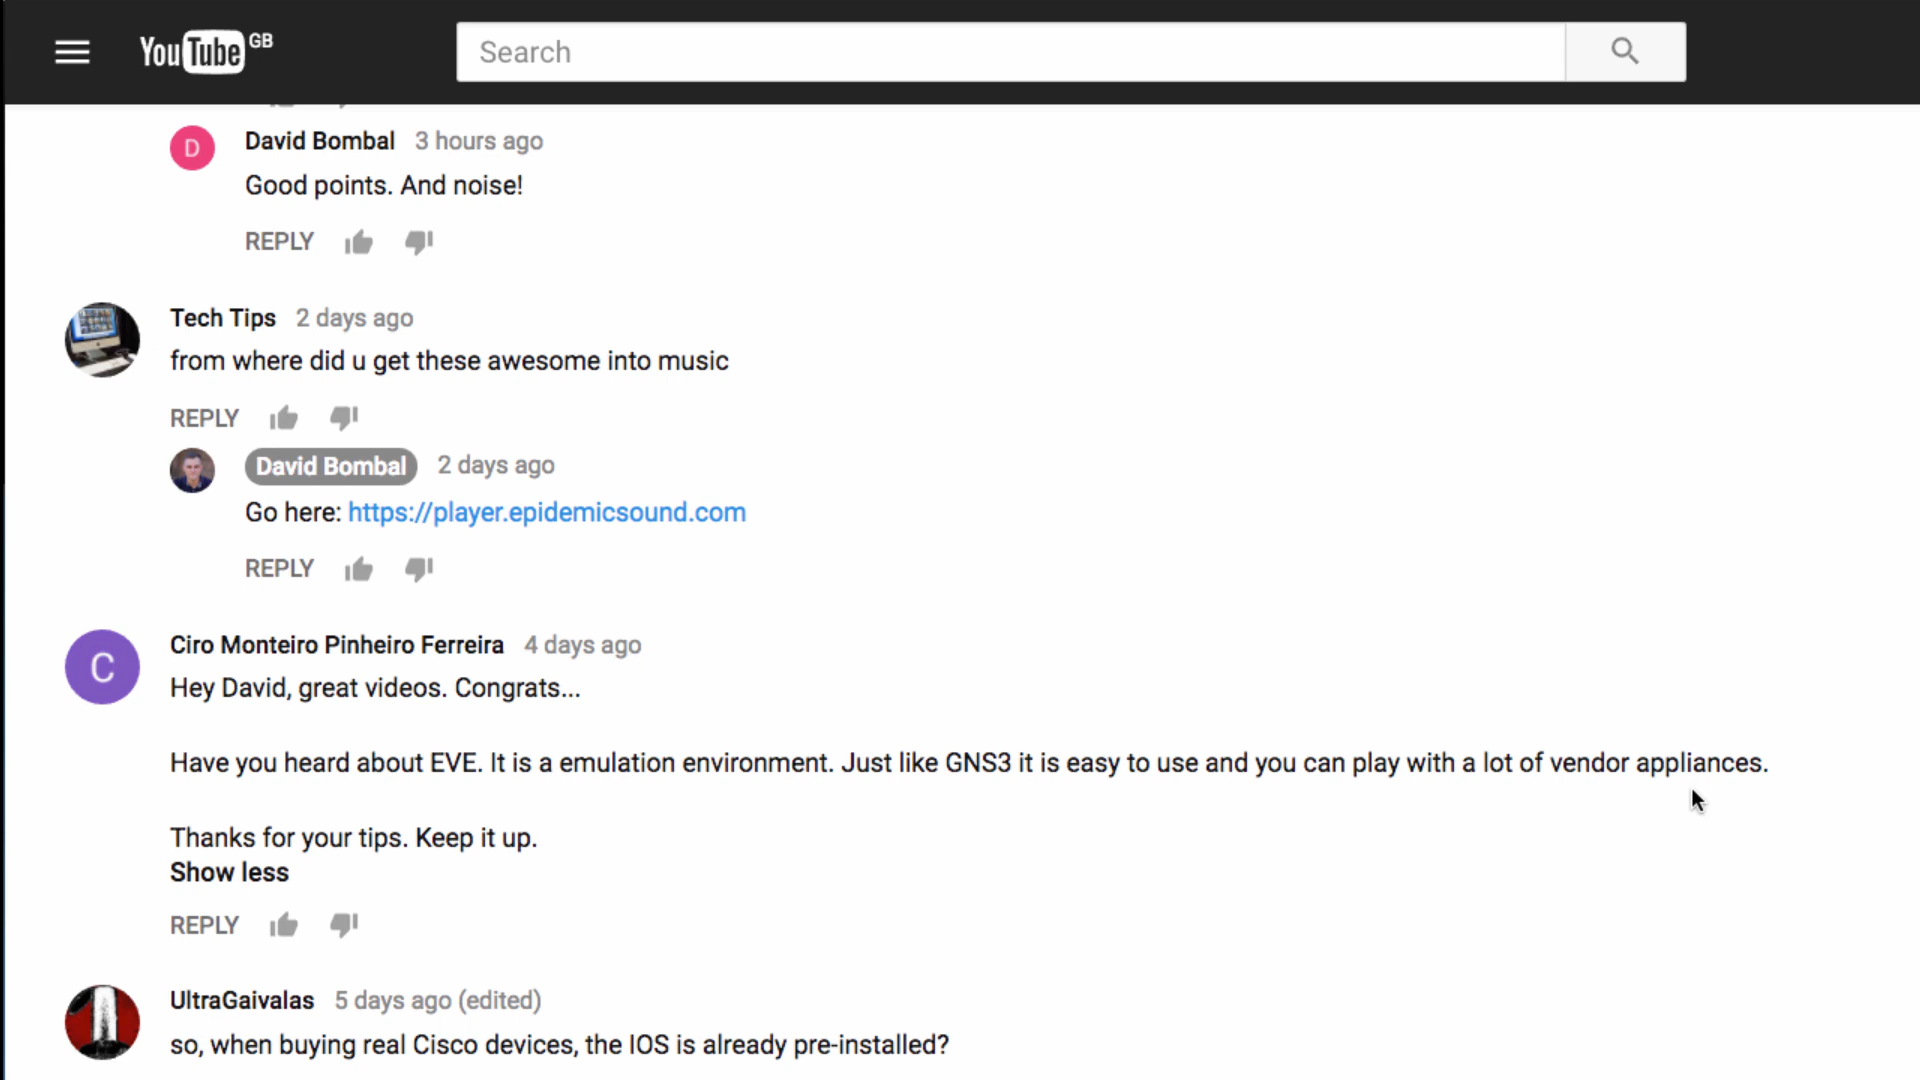 YouTube GB
Search
D
David Bombal 3 hours ago
Good points. And noise!
REPLY
Tech Tips 2 days ago
from where did u get these awesome into music
REPLY
David Bombal 2 days ago
Go here: https://player.epidemicsound.com
REPLY
C
Ciro Monteiro Pinheiro Ferreira 4 days ago
Hey David, great videos. Congrats...
Have you heard about EVE. It is a emulation environment. Just like GNS3 it is easy to use and you can play with a lot of vendor appliances.
Thanks for your tips. Keep it up.
Show less
REPLY
UltraGaivalas 5 days ago (edited)
so, when buying real Cisco devices, the IOS is already pre-installed?